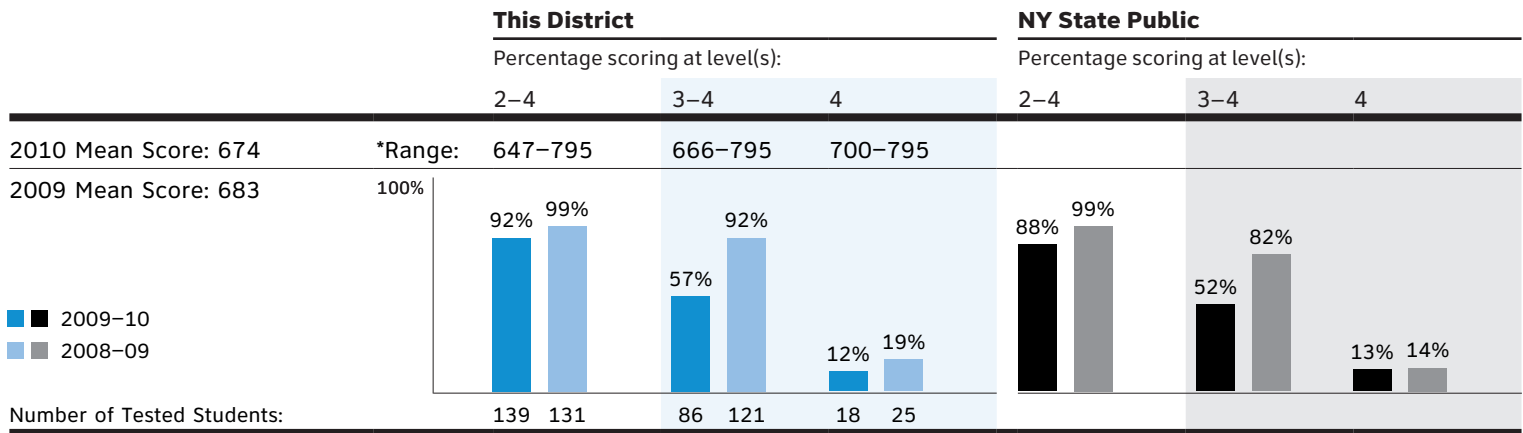 This District NY State Public
Percentage scoring at level(s): Percentage scoring at level(s):
2–4 3–4 4 2–4 3–4 4
2010 Mean Score: 674 *Range: 647–795 666–795 700–795
2009 Mean Score: 683 100%
92% 99% 57% 92% 12% 19% 88% 99% 52% 82% 13% 14%
2009–10
2008–09
Number of Tested Students: 139 131 86 121 18 25